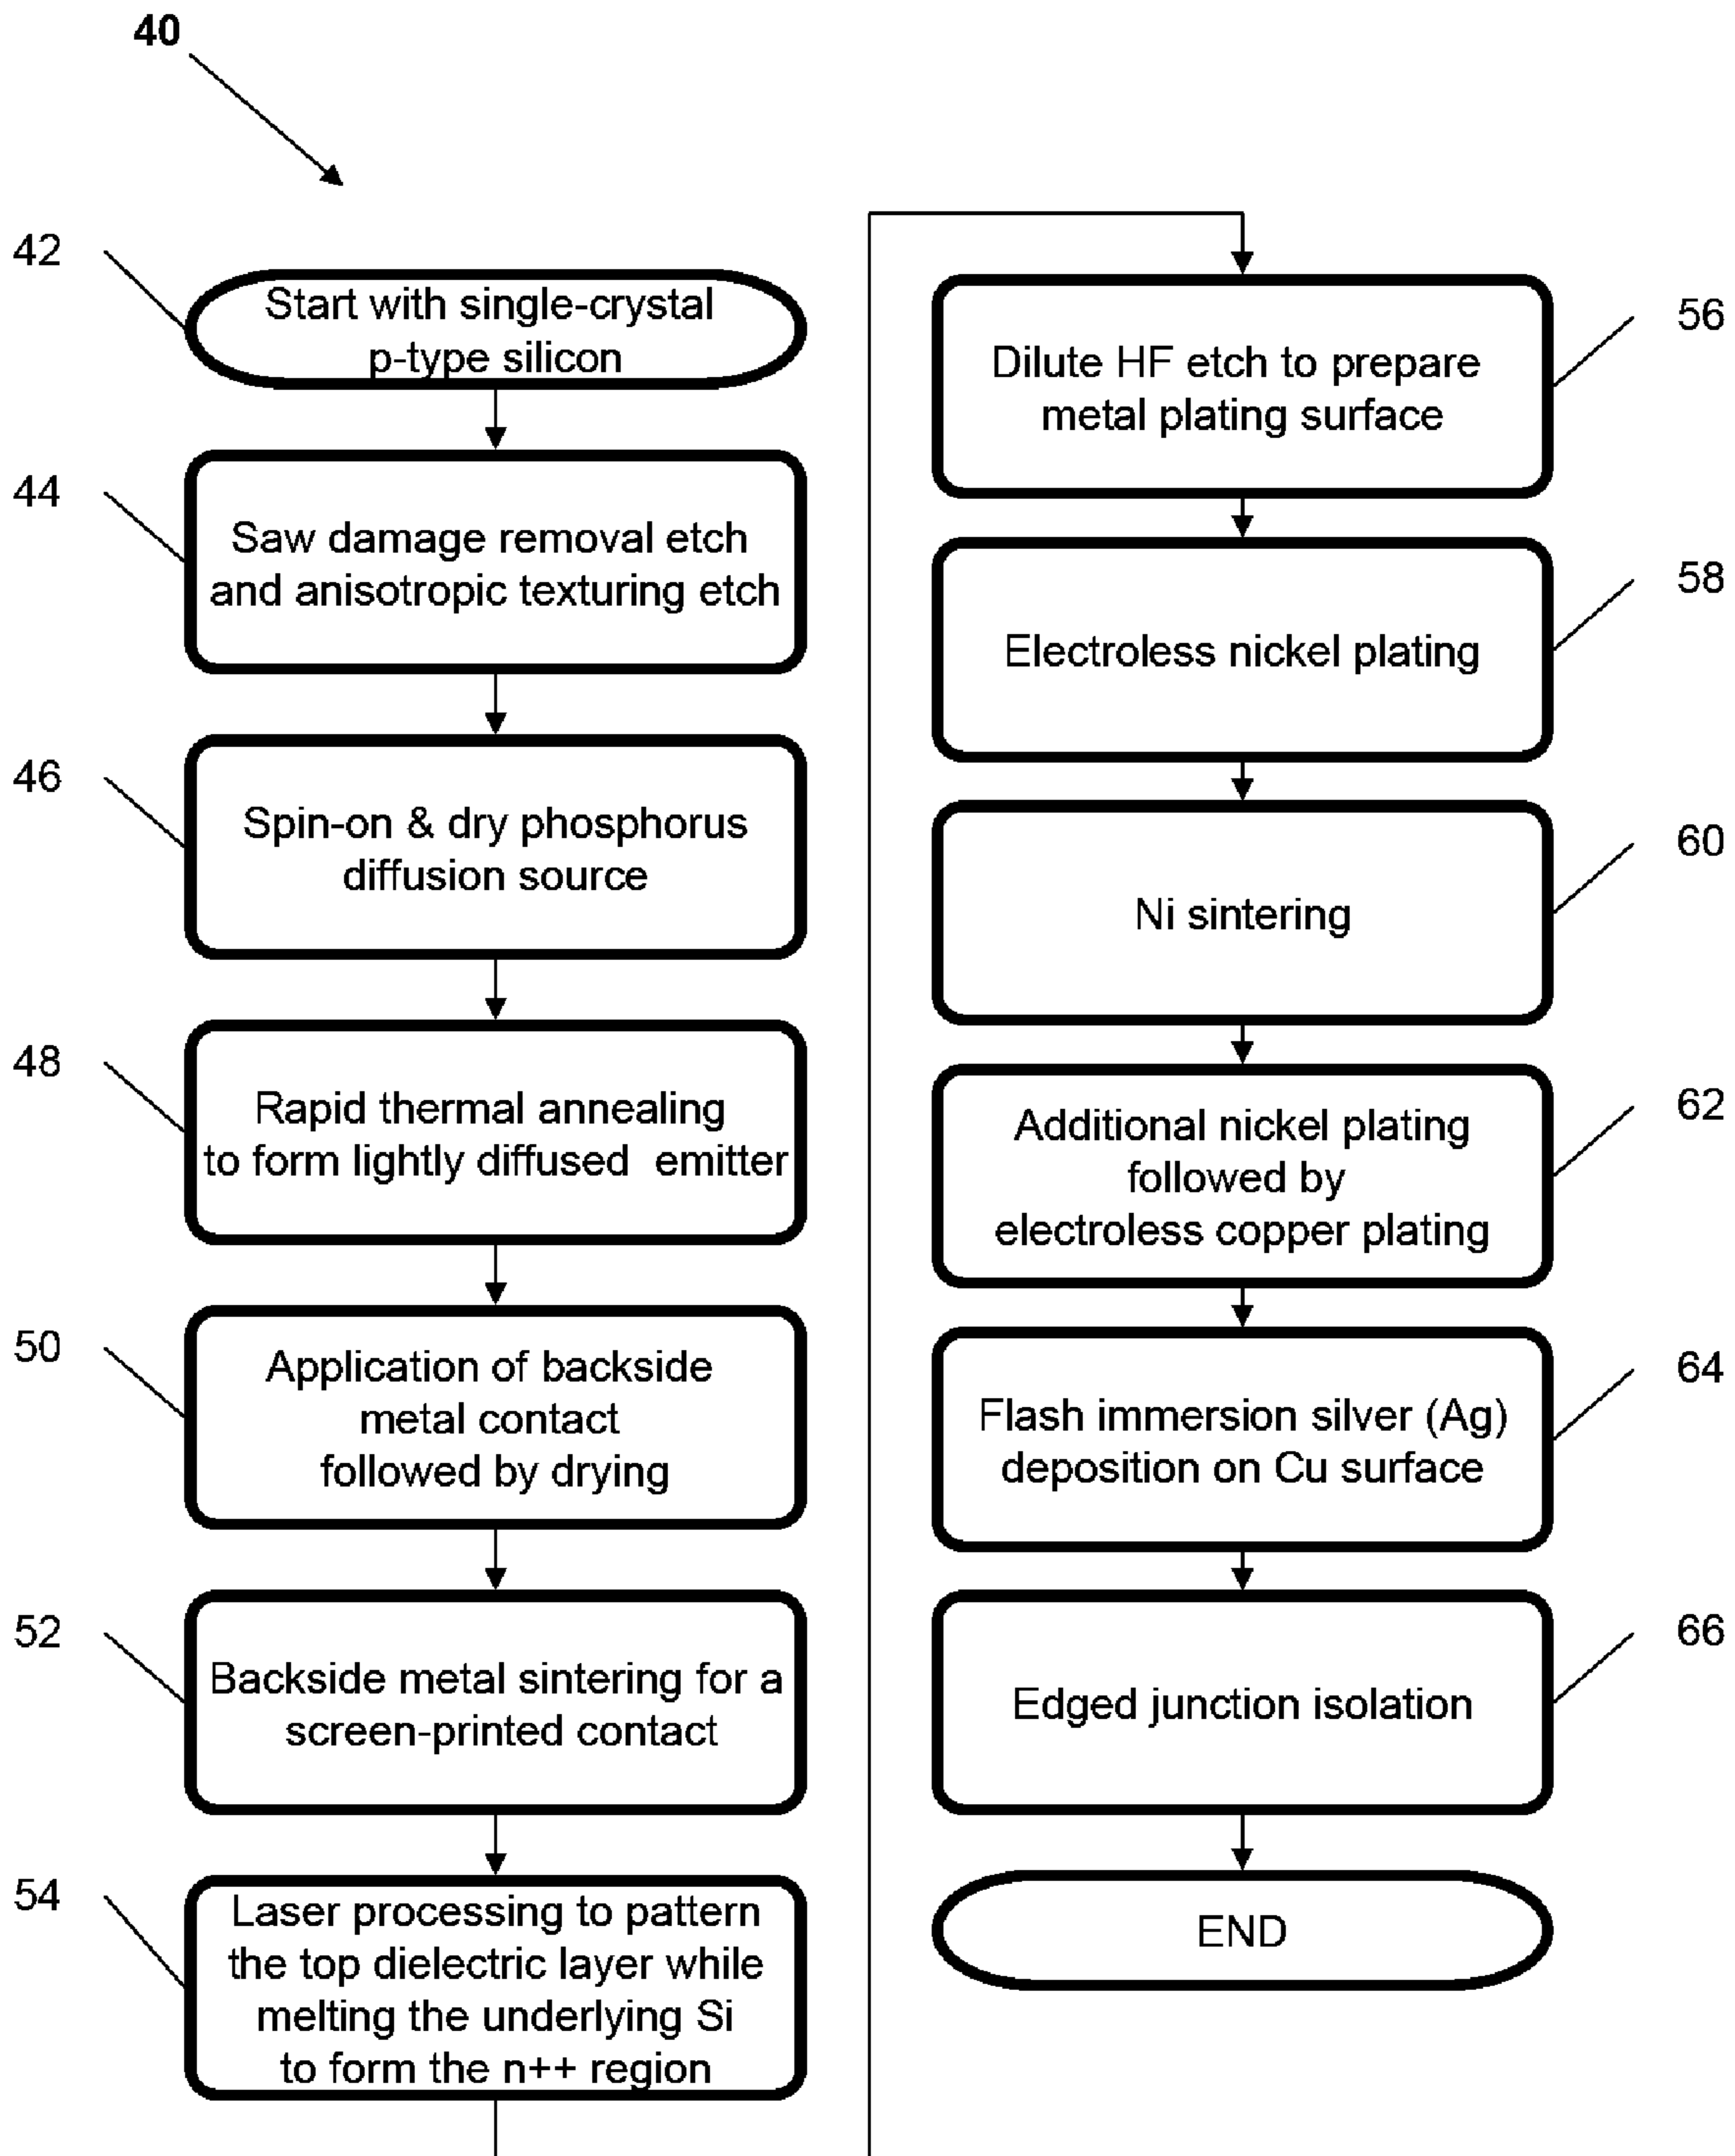 40
42
Start with single-crystal
p-type silicon
44
Saw damage removal etch
and anisotropic texturing etch
46
Spin-on & dry phosphorus
diffusion source
48
Rapid thermal annealing
to form lightly diffused emitter
50
Application of backside
metal contact
followed by drying
52
Backside metal sintering for a
screen-printed contact
54
Laser processing to pattern
the top dielectric layer while
melting the underlying Si
to form the n++ region
56
Dilute HF etch to prepare
metal plating surface
58
Electroless nickel plating
60
Ni sintering
62
Additional nickel plating
followed by
electroless copper plating
64
Flash immersion silver (Ag)
deposition on Cu surface
66
Edged junction isolation
END